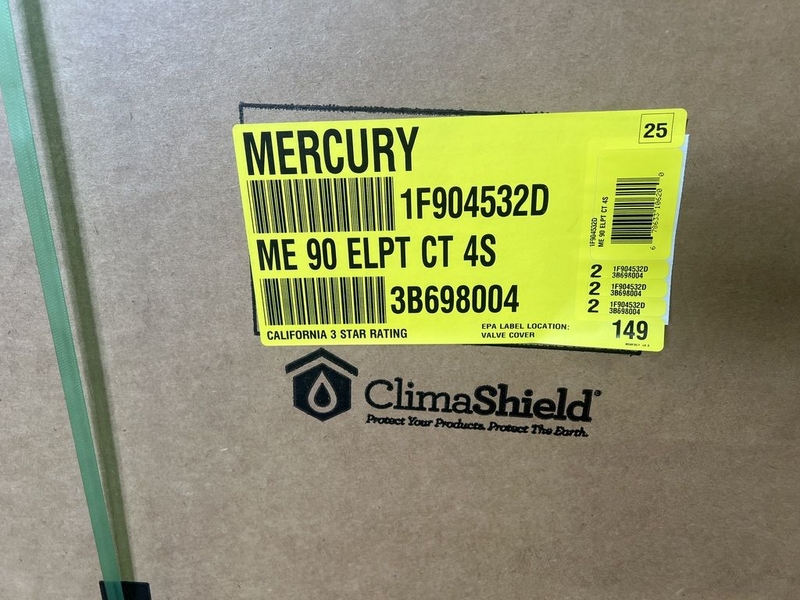 MERCURY
25
1F904532D
ME 90 ELPT CT 4S
3B698004
CALIFORNIA 3 STAR RATING
EPA LABEL LOCATION:
VALVE COVER
1F904532D
ME 90 ELPT CT 4S
2 1F904532D
3B698004
2 1F904532D
3B698004
2 1F904532D
3B698004
149
ClimaShield®
Protect Your Products. Protect The Earth.